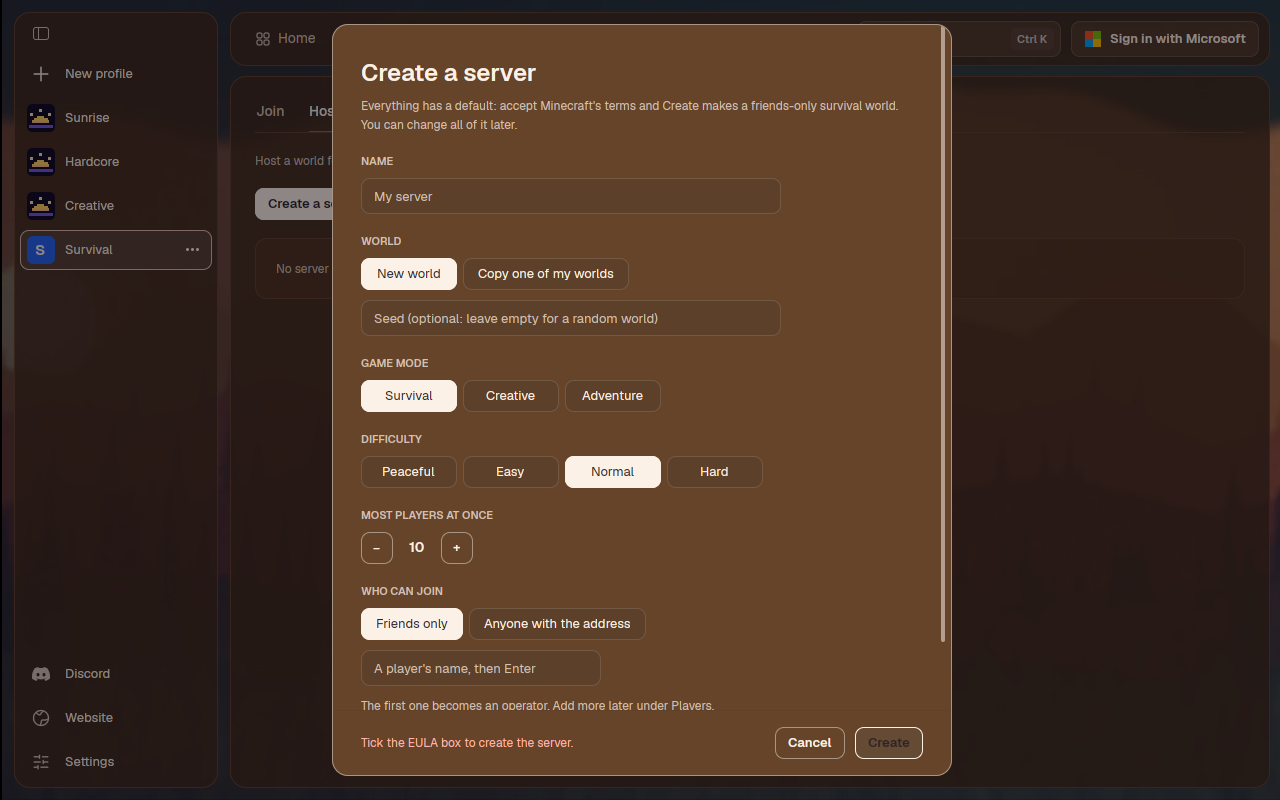 Home
Ctrl K
Sign in with Microsoft
New profile
Sunrise
Hardcore
Creative
S Survival
Discord
Website
Settings
Join
Host a world
Create a
No server
Create a server
Everything has a default: accept Minecraft's terms and Create makes a friends-only survival world.
You can change all of it later.
NAME
My server
WORLD
New world Copy one of my worlds
Seed (optional: leave empty for a random world)
GAME MODE
Survival Creative Adventure
DIFFICULTY
Peaceful Easy Normal Hard
MOST PLAYERS AT ONCE
– 10 +
WHO CAN JOIN
Friends only Anyone with the address
A player's name, then Enter
The first one becomes an operator. Add more later under Players.
Tick the EULA box to create the server.
Cancel Create